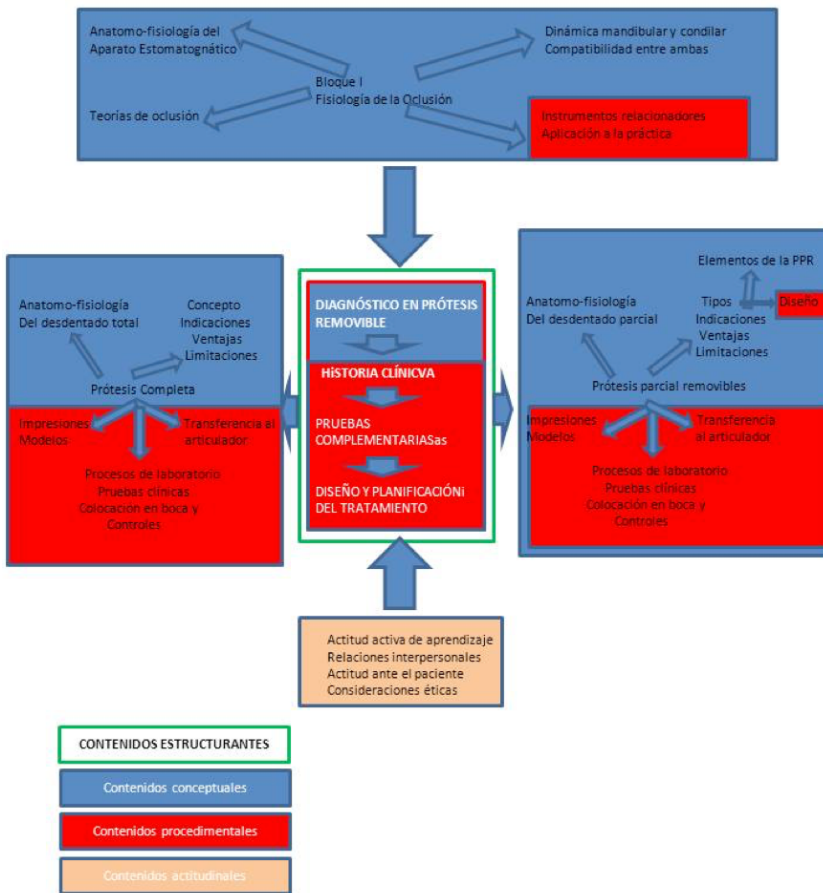 Anatomo-fisiología del
Aparato Estomatognático
Dinámica mandibular y condilar
Compatibilidad entre ambas
Bloque I
Fisiología de la Oclusión
Teorías de oclusión
Instrumentos relacionadores
Aplicación a la práctica
Anatomo-fisiología
Del desdentado total
Concepto
Indicaciones
Ventajas
Limitaciones
Prótesis Completa
Impresiones
Modelos
Transferencia al
articulador
Procesos de laboratorio
Pruebas clínicas
Colocación en boca y
Controles
DIAGNÓSTICO EN PRÓTESIS
REMOVIBLE
HiSTORIA CLÍNICVA
PRUEBAS
COMPLEMENTARIASas
DISEÑO Y PLANIFICACIÓNi
DEL TRATAMIENTO
Elementos de la PPR
Anatomo-fisiología
Del desdentado parcial
Tipos
Diseño
Indicaciones
Ventajas
Limitaciones
Prótesis parcial removibles
Impresiones
Modelos
Transferencia
al articulador
Procesos de laboratorio
Pruebas clínicas
Colocación en boca y
Controles
Actitud activa de aprendizaje
Relaciones interpersonales
Actitud ante el paciente
Consideraciones éticas
CONTENIDOS ESTRUCTURANTES
Contenidos conceptuales
Contenidos procedimentales
Contenidos actitudinales